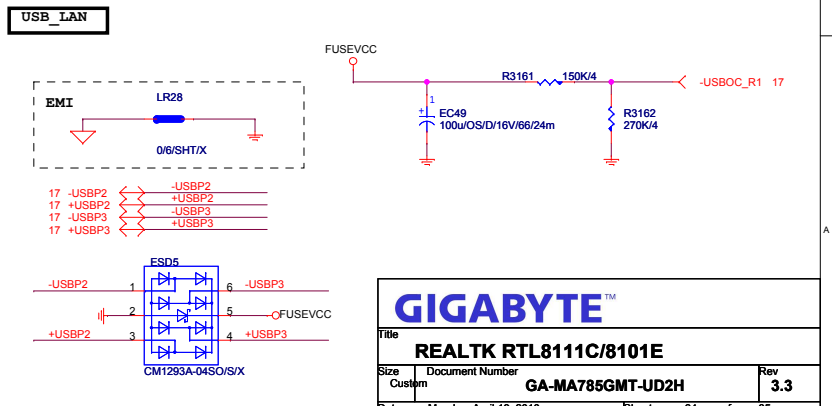 USB_LAN
FUSEVCC
R3161 150K/4
-USBOC_R1 17
EMI
LR28
0/6/SHT/X
1
+
EC49
100u/OS/D/16V/66/24m
R3162
270K/4
A
17 -USBP2 -USBP2
17 +USBP2 +USBP2
17 -USBP3 -USBP3
17 +USBP3 +USBP3
ESD5
-USBP2 1 6 -USBP3
2 5 FUSEVCC
+USBP2 3 4 +USBP3
CM1293A-04SO/S/X
GIGABYTE™
Title
REALTK RTL8111C/8101E
Size Document Number Rev
Custom GA-MA785GMT-UD2H 3.3